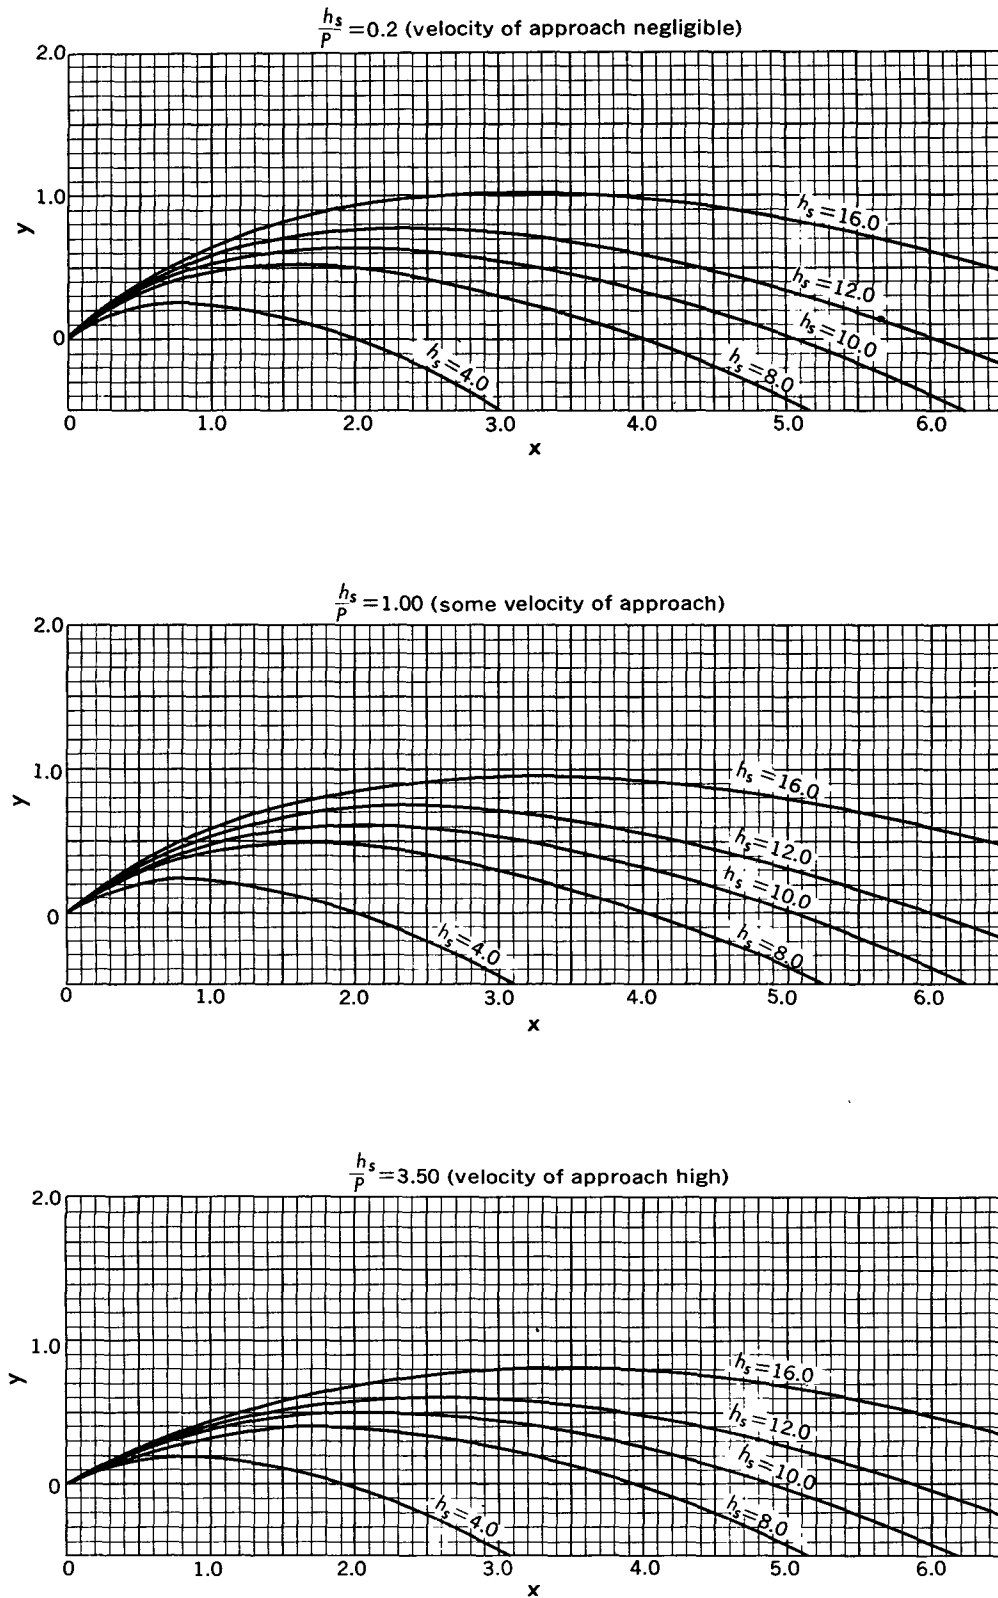 hs/P = 0.2 (velocity of approach negligible)
2.0
1.0
y
0
hs = 16.0
hs = 12.0
hs = 10.0
hs = 8.0
hs = 4.0
0 1.0 2.0 3.0 4.0 5.0 6.0
x
hs/P = 1.00 (some velocity of approach)
2.0
1.0
y
0
hs = 16.0
hs = 12.0
hs = 10.0
hs = 8.0
hs = 4.0
0 1.0 2.0 3.0 4.0 5.0 6.0
x
hs/P = 3.50 (velocity of approach high)
2.0
1.0
y
0
hs = 16.0
hs = 12.0
hs = 10.0
hs = 8.0
hs = 4.0
0 1.0 2.0 3.0 4.0 5.0 6.0
x